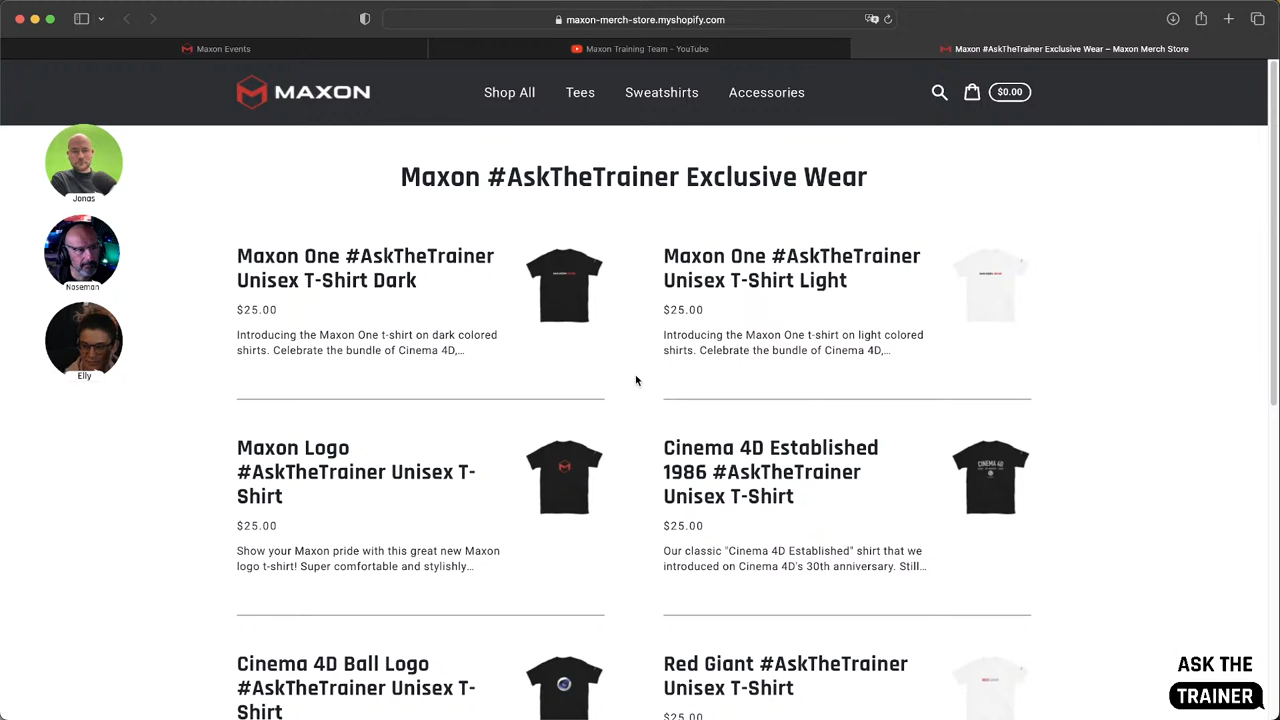 maxon-merch-store.myshopify.com
Maxon Events
Maxon Training Team - YouTube
Maxon #AskTheTrainer Exclusive Wear – Maxon Merch Store
MAXON
Shop All
Tees
Sweatshirts
Accessories
$0.00
Jonas
Noseman
Elly
Maxon #AskTheTrainer Exclusive Wear
Maxon One #AskTheTrainer
Unisex T-Shirt Dark
$25.00
Introducing the Maxon One t-shirt on dark colored
shirts. Celebrate the bundle of Cinema 4D,...
Maxon One #AskTheTrainer
Unisex T-Shirt Light
$25.00
Introducing the Maxon One t-shirt on light colored
shirts. Celebrate the bundle of Cinema 4D,...
Maxon Logo
#AskTheTrainer Unisex T-
Shirt
$25.00
Show your Maxon pride with this great new Maxon
logo t-shirt! Super comfortable and stylishly...
Cinema 4D Established
1986 #AskTheTrainer
Unisex T-Shirt
$25.00
Our classic "Cinema 4D Established" shirt that we
introduced on Cinema 4D's 30th anniversary. Still...
CINEMA 4D
Cinema 4D Ball Logo
#AskTheTrainer Unisex T-
Shirt
Red Giant #AskTheTrainer
Unisex T-Shirt
$25.00
ASK THE
TRAINER